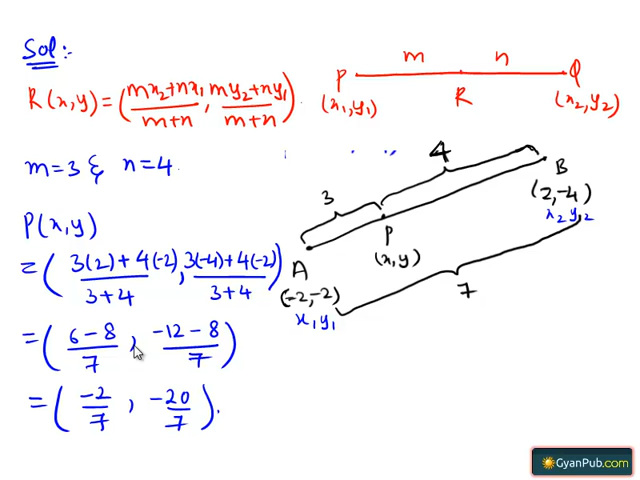 Sol :-
R(x,y) = (mx₂+nx₁/m+n, my₂+ny₁/m+n).
m n
P R Q
(x₁,y₁) (x₂,y₂)
m=3 & n=4.
P(x,y)
= (3(2)+4(-2)/3+4, 3(-4)+4(-2)/3+4)
= (6-8/7, -12-8/7)
= (-2/7, -20/7).
4
3
B
(2,-4)
x₂ y₂
P
(x,y)
A
(-2,-2)
x₁ y₁
7
GyanPub.com